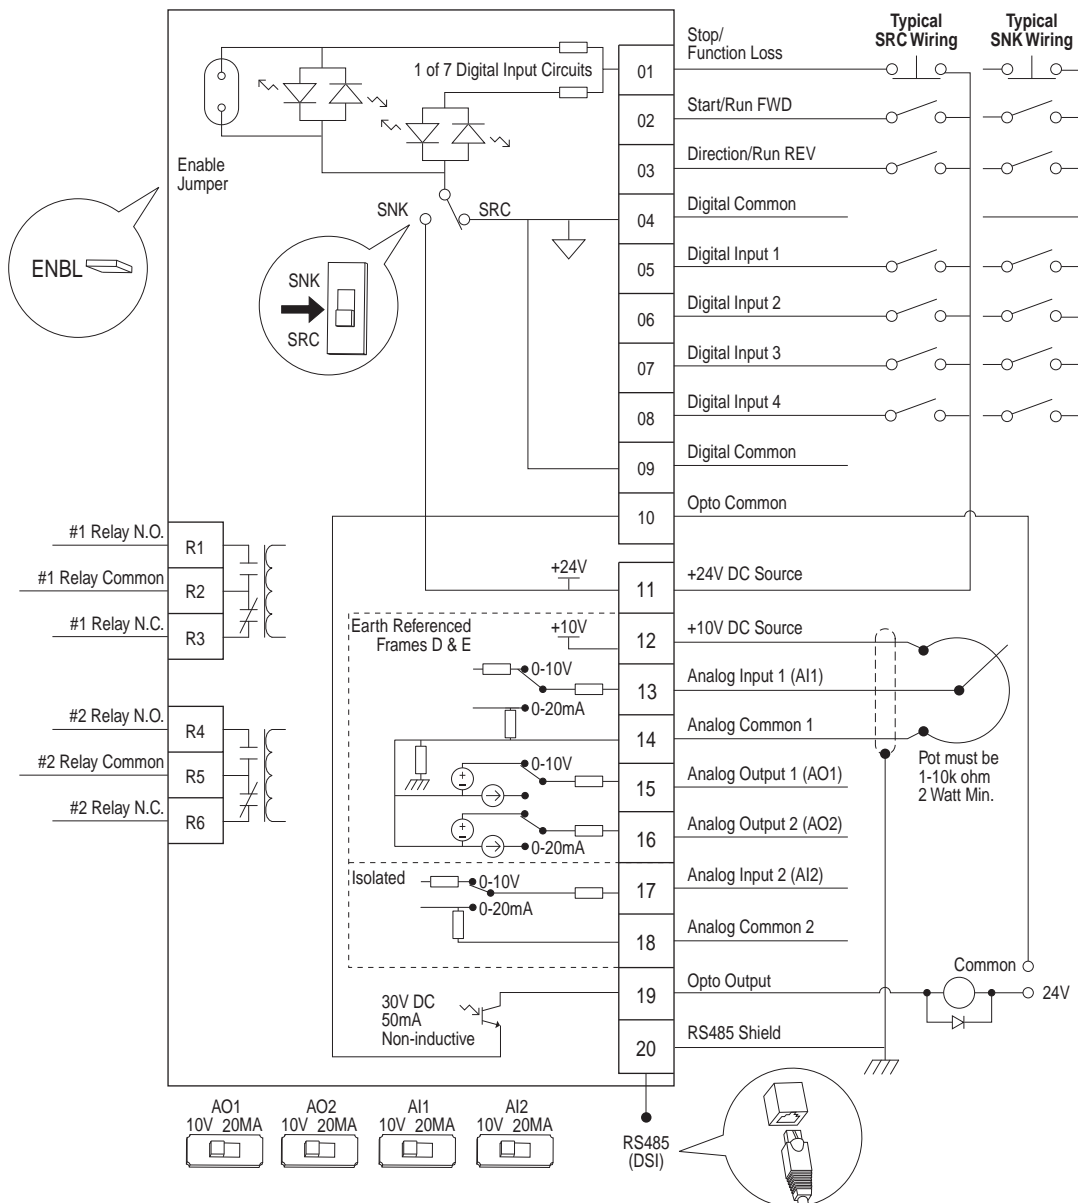 Typical
SRC Wiring
Typical
SNK Wiring
Stop/
Function Loss
1 of 7 Digital Input Circuits
01
Start/Run FWD
02
Enable
Jumper
Direction/Run REV
03
SNK
SRC
Digital Common
04
ENBL
SNK
SRC
Digital Input 1
05
Digital Input 2
06
Digital Input 3
07
Digital Input 4
08
Digital Common
09
Opto Common
10
#1 Relay N.O.
R1
#1 Relay Common
R2
#1 Relay N.C.
R3
+24V
11
+24V DC Source
Earth Referenced
Frames D & E
+10V
12
+10V DC Source
0-10V
13
Analog Input 1 (AI1)
0-20mA
14
Analog Common 1
#2 Relay N.O.
R4
#2 Relay Common
R5
#2 Relay N.C.
R6
0-10V
15
Analog Output 1 (AO1)
Pot must be
1-10k ohm
2 Watt Min.
16
Analog Output 2 (AO2)
0-20mA
Isolated
0-10V
17
Analog Input 2 (AI2)
0-20mA
18
Analog Common 2
19
Opto Output
Common
24V
30V DC
50mA
Non-inductive
20
RS485 Shield
AO1
10V 20MA
AO2
10V 20MA
AI1
10V 20MA
AI2
10V 20MA
RS485
(DSI)